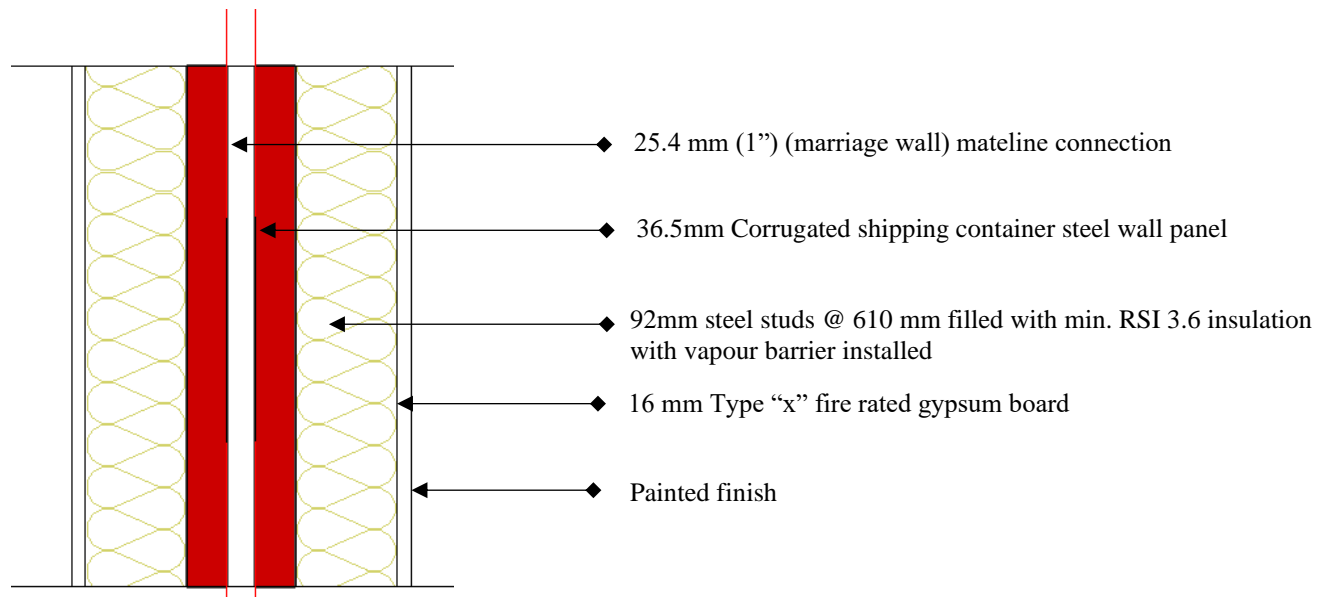 25.4 mm (1”) (marriage wall) mateline connection
36.5mm Corrugated shipping container steel wall panel
92mm steel studs @ 610 mm filled with min. RSI 3.6 insulation
with vapour barrier installed
16 mm Type “x” fire rated gypsum board
Painted finish